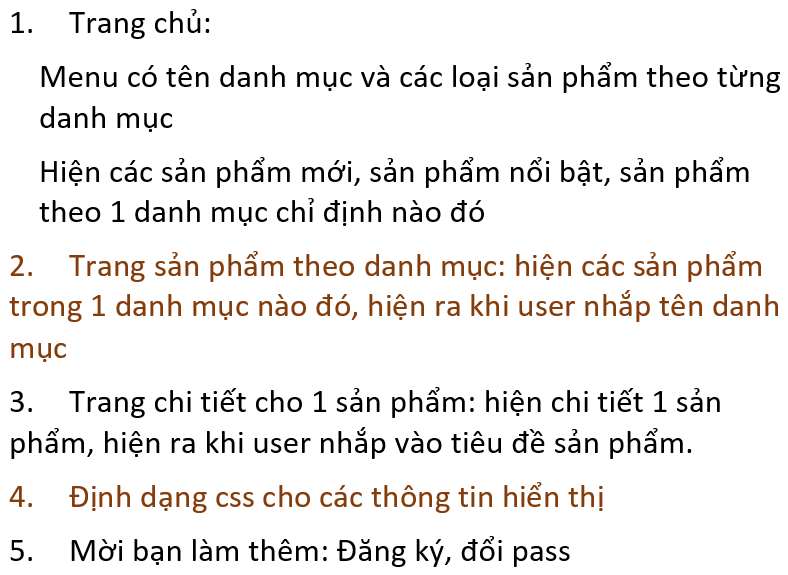 1. Trang chủ:
Menu có tên danh mục và các loại sản phẩm theo từng
danh mục
Hiện các sản phẩm mới, sản phẩm nổi bật, sản phẩm
theo 1 danh mục chỉ định nào đó
2. Trang sản phẩm theo danh mục: hiện các sản phẩm
trong 1 danh mục nào đó, hiện ra khi user nhắp tên danh
mục
3. Trang chi tiết cho 1 sản phẩm: hiện chi tiết 1 sản
phẩm, hiện ra khi user nhắp vào tiêu đề sản phẩm.
4. Định dạng css cho các thông tin hiển thị
5. Mời bạn làm thêm: Đăng ký, đổi pass